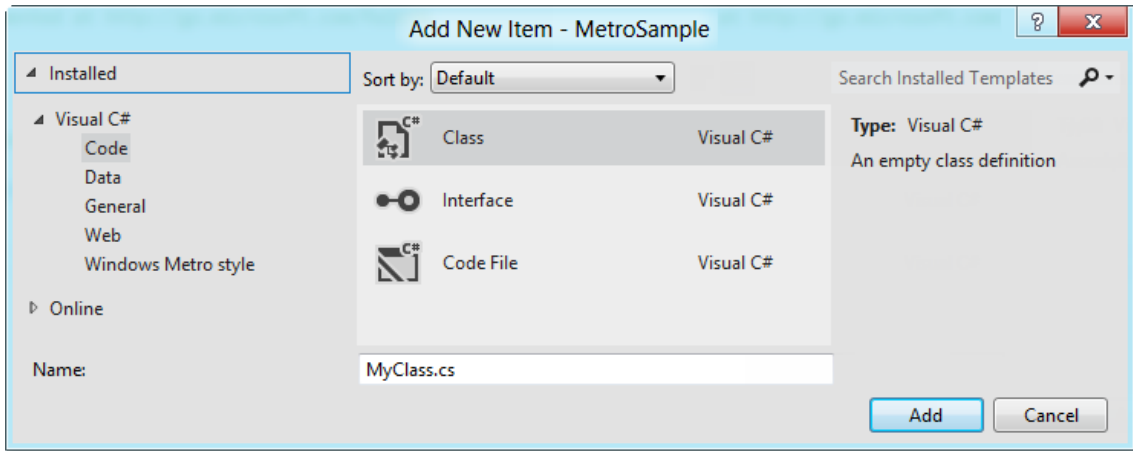 Add New Item - MetroSample
Installed
Sort by: Default
Search Installed Templates
Visual C#
Code
Data
General
Web
Windows Metro style
Online
C# Class Visual C#
Interface Visual C#
C# Code File Visual C#
Type: Visual C#
An empty class definition
Name: MyClass.cs
Add Cancel